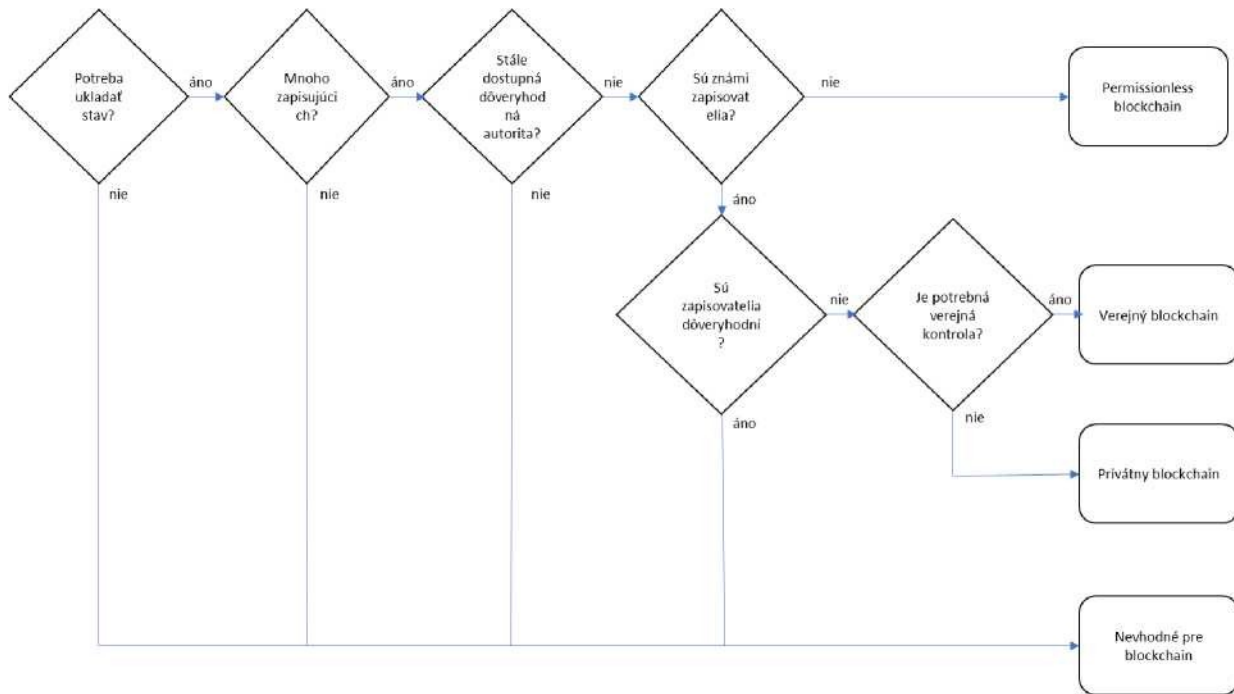 Potreba
ukladať
stav?
áno
Mnoho
zapisujúci
ch?
áno
Stále
dostupná
dôveryhod
ná
autorita?
nie
Sú známi
zapisovat
elia?
nie
Permissionless
blockchain
nie
nie
nie
áno
Sú
zapisovatelia
dôveryhodní
?
nie
Je potrebná
verejná
kontrola?
áno
Verejný blockchain
áno
nie
Privátny blockchain
Nevhodné pre
blockchain